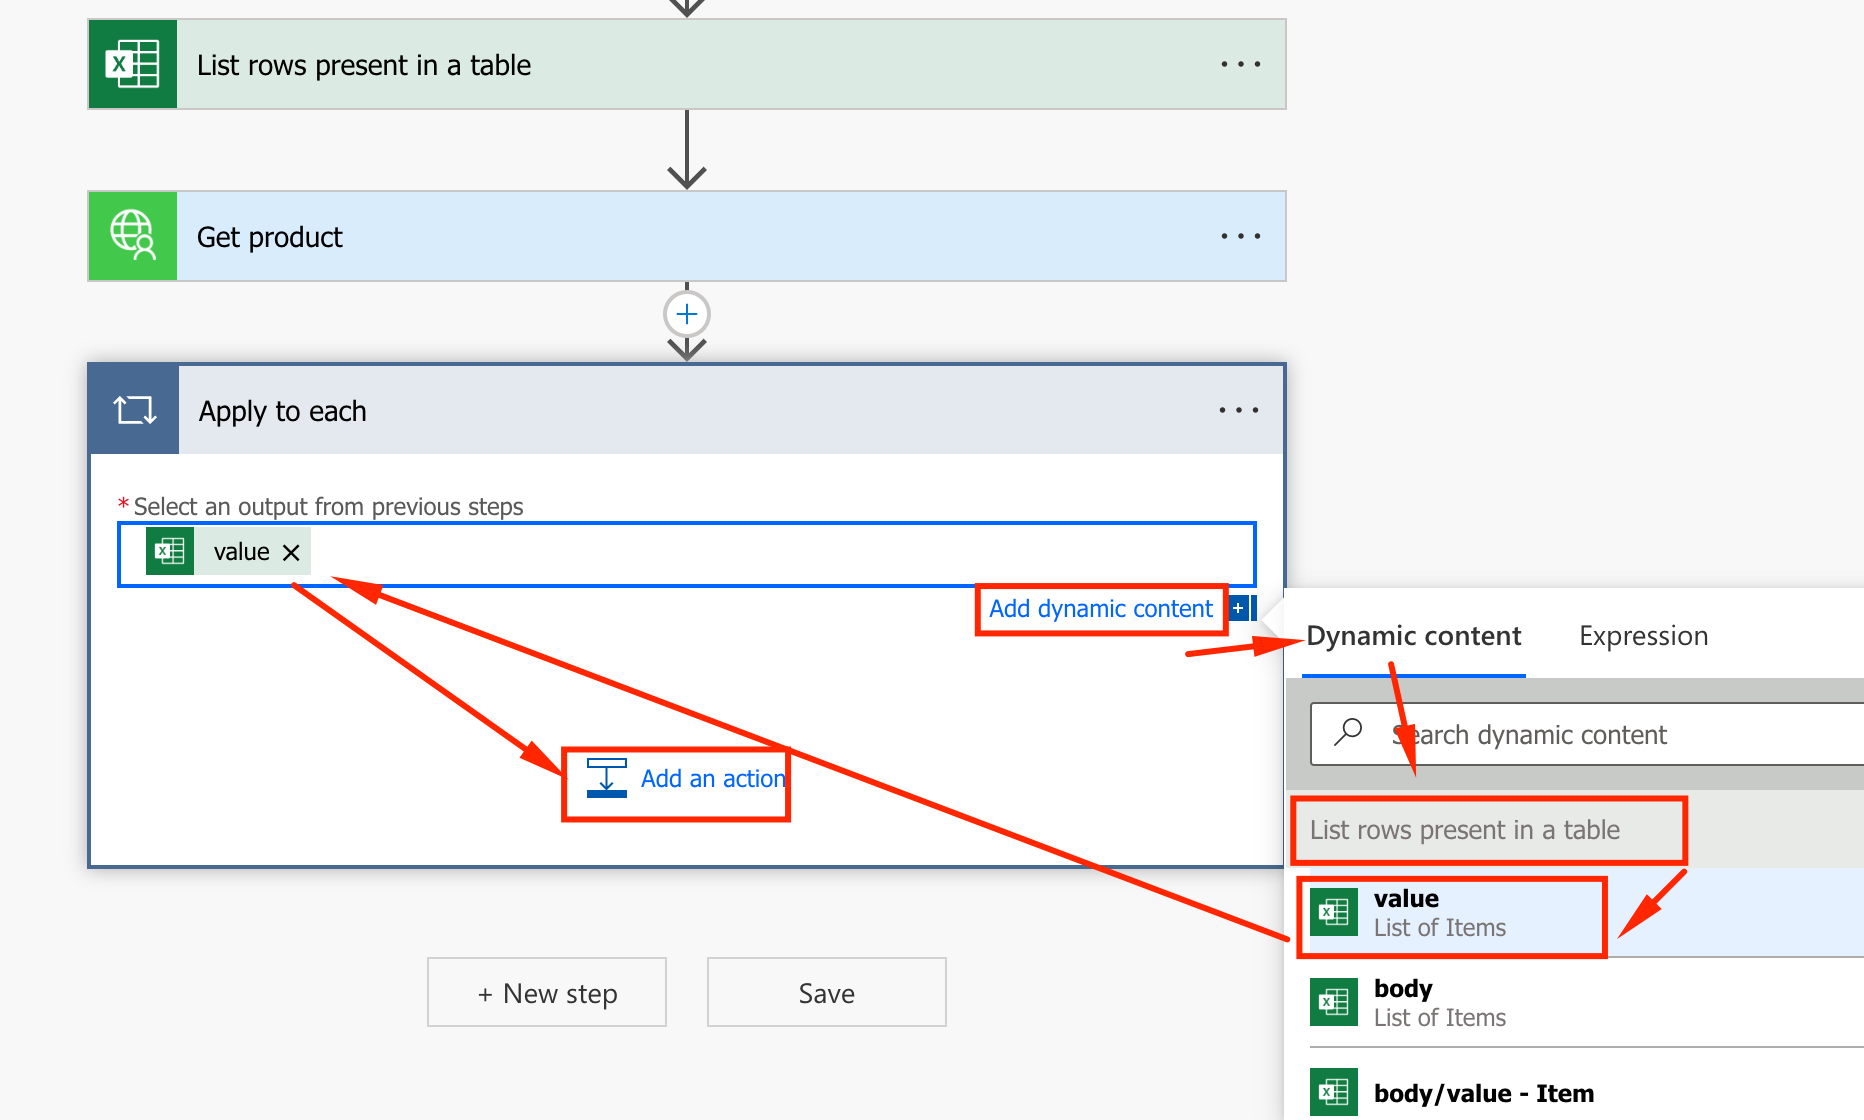 List rows present in a table
Get product
Apply to each
* Select an output from previous steps
value
Add dynamic content
Dynamic content
Expression
Search dynamic content
Add an action
List rows present in a table
value
List of Items
+ New step
Save
body
List of Items
body/value - Item